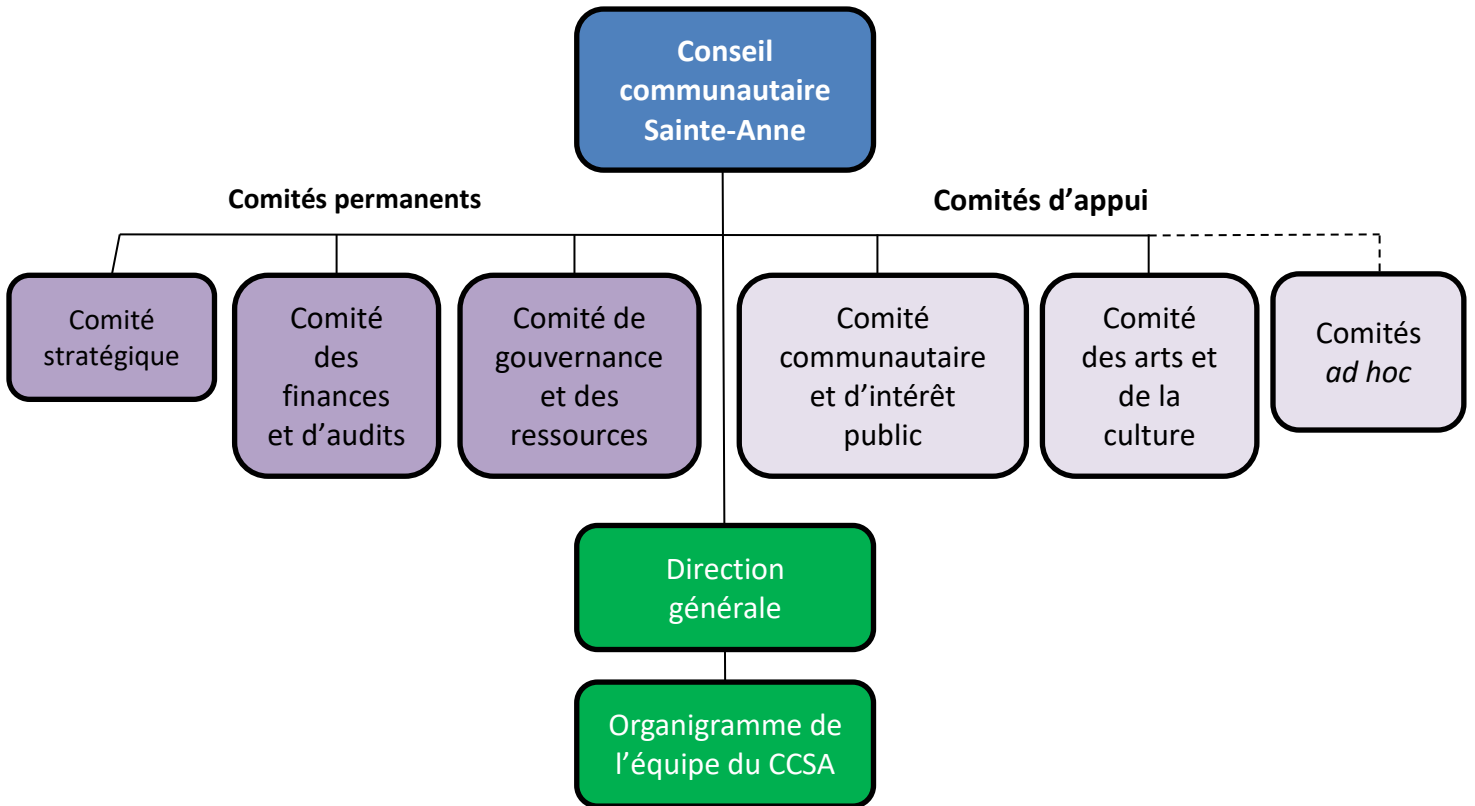 Conseil
communautaire
Sainte-Anne
Comités permanents
Comités d’appui
Comité
stratégique
Comité
des
finances
et d’audits
Comité de
gouvernance
et des
ressources
Comité
communautaire
et d’intérêt
public
Comité
des arts et
de la
culture
Comités
ad hoc
Direction
générale
Organigramme de
l’équipe du CCSA